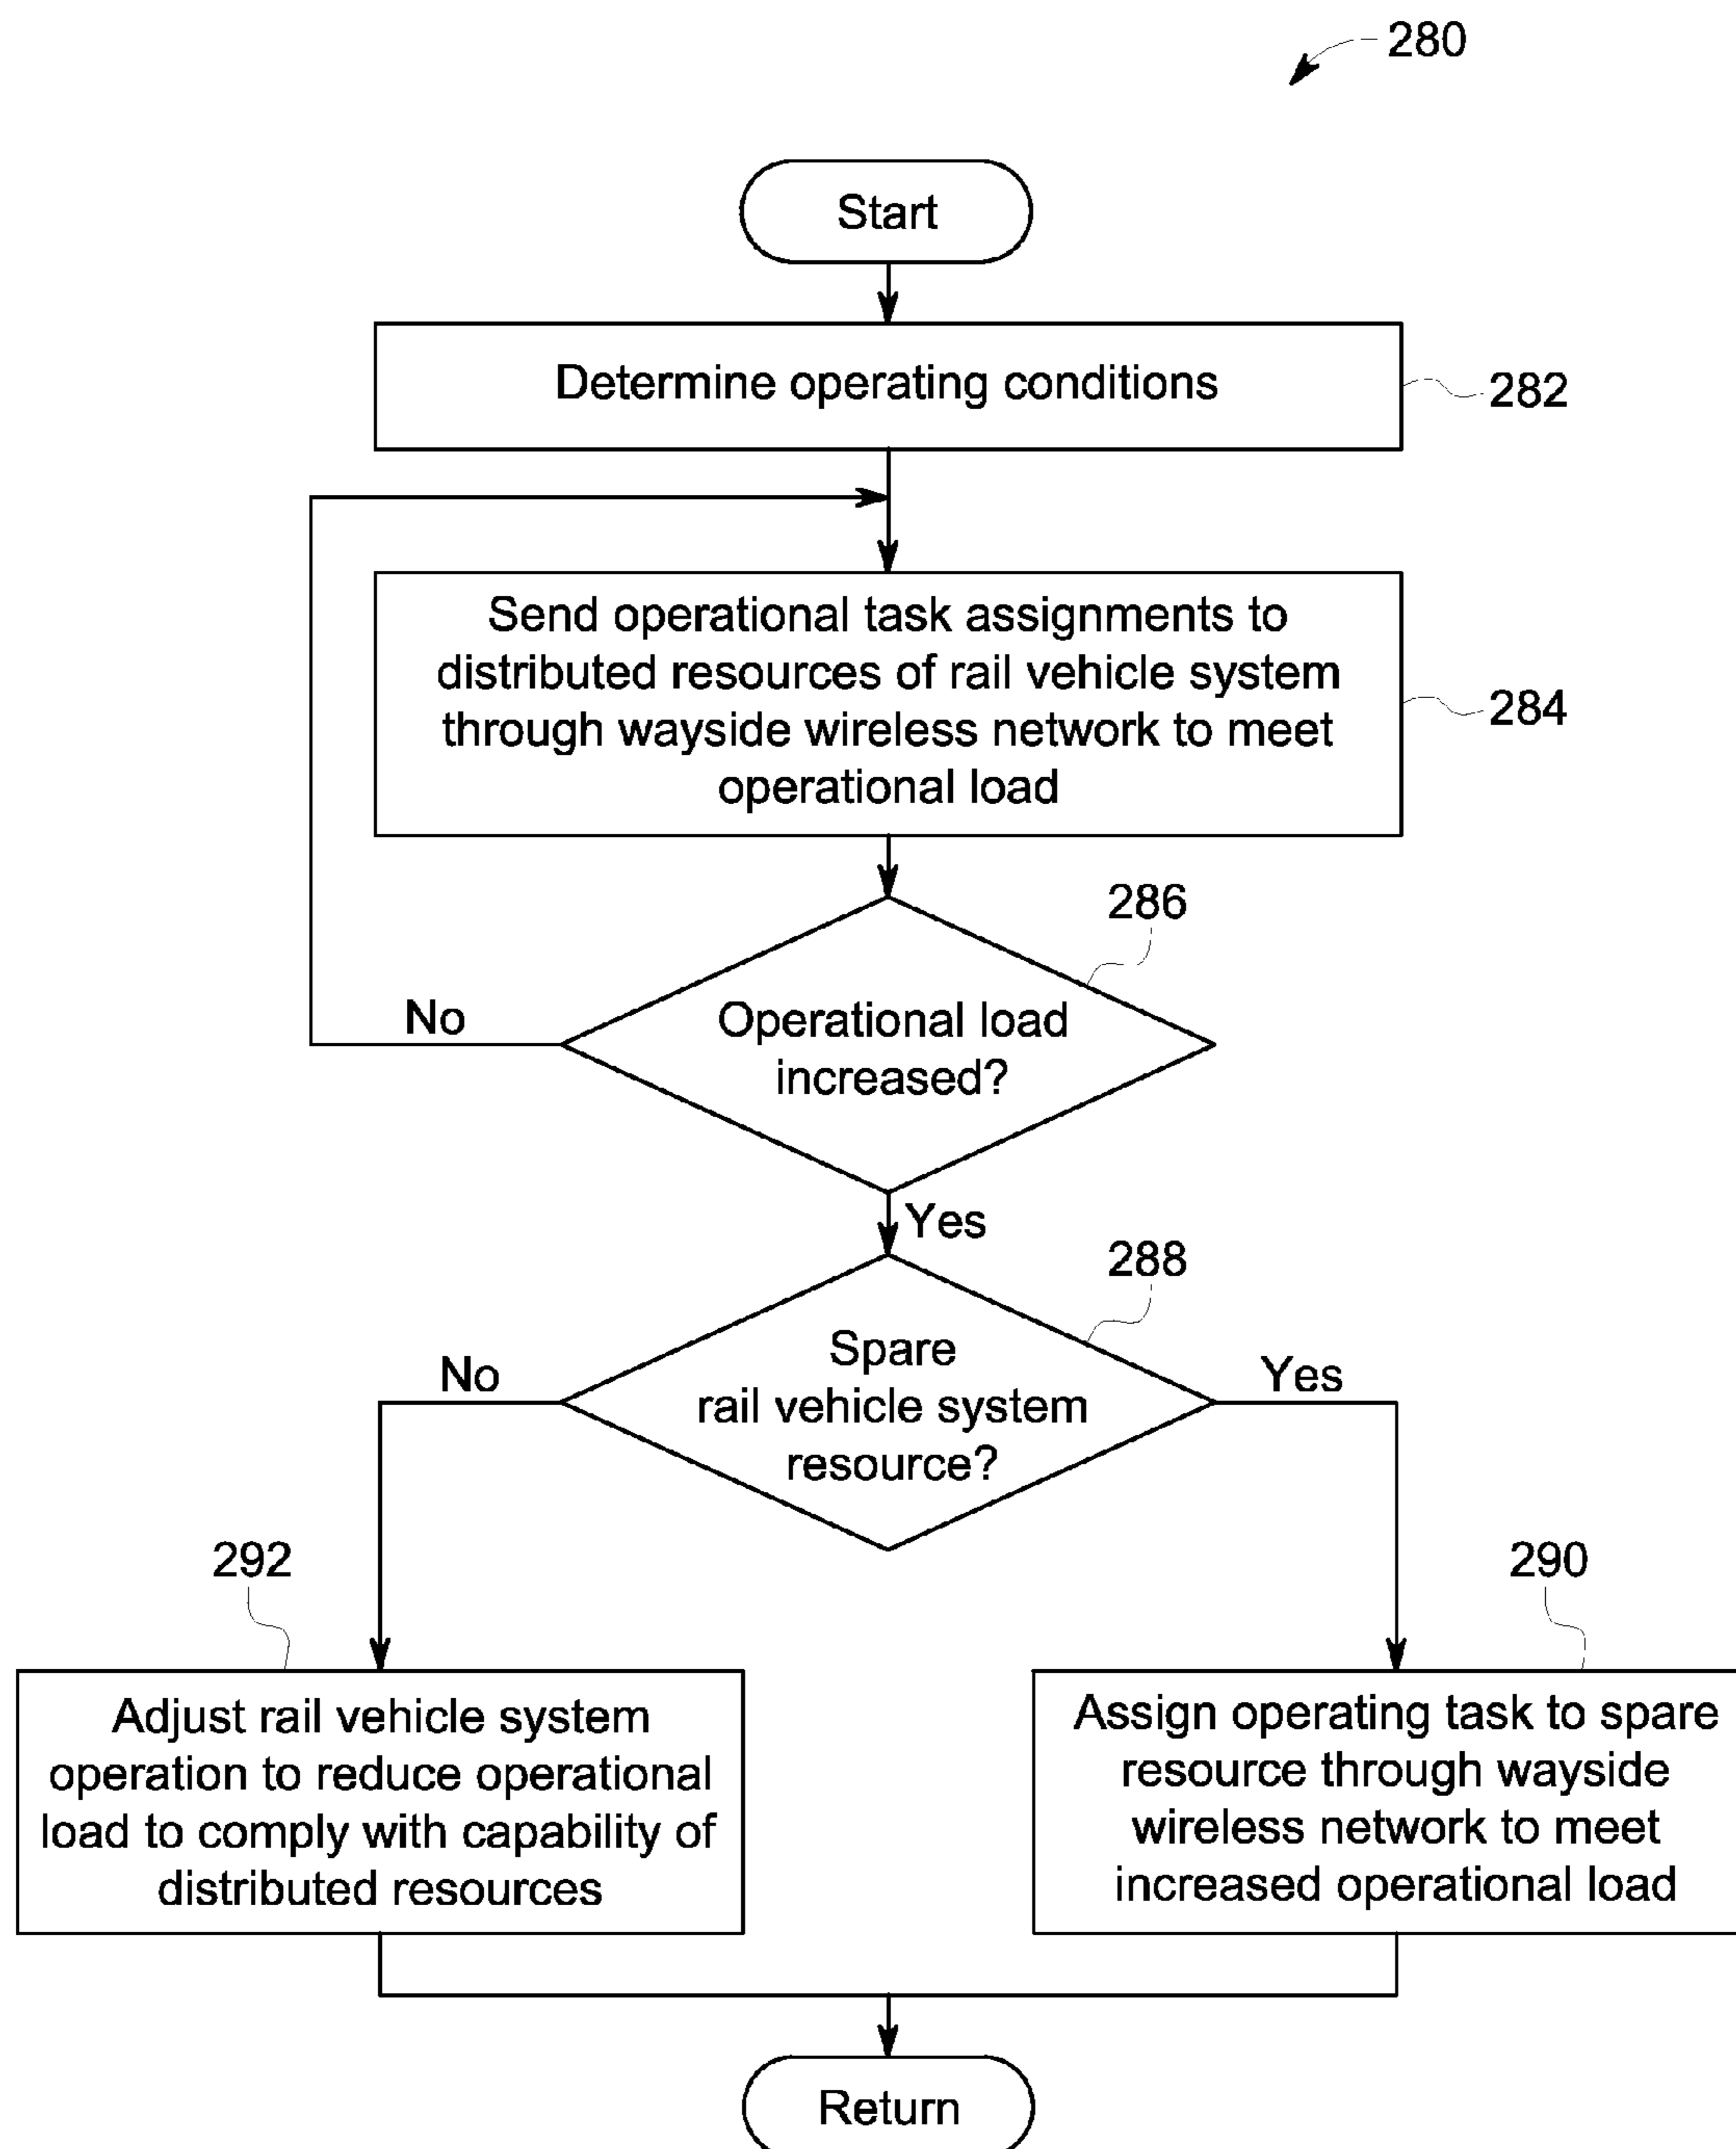 280
Start
Determine operating conditions
282
Send operational task assignments to
distributed resources of rail vehicle system
through wayside wireless network to meet
operational load
284
286
Operational load
increased?
No
Yes
288
Spare
rail vehicle system
resource?
No
Yes
292
290
Adjust rail vehicle system
operation to reduce operational
load to comply with capability of
distributed resources
Assign operating task to spare
resource through wayside
wireless network to meet
increased operational load
Return